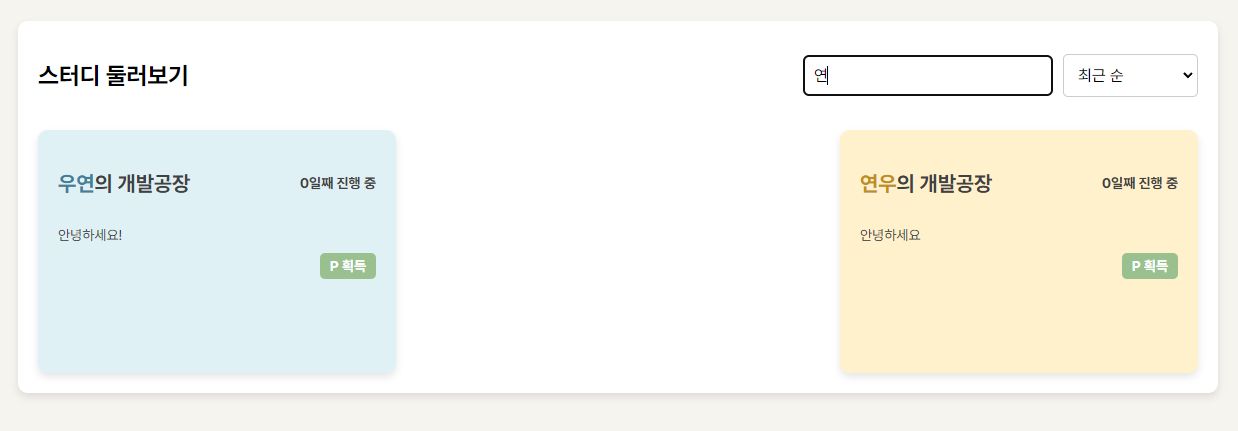 스터디 둘러보기
연
최근 순
우연의 개발공장
0일째 진행 중
안녕하세요!
P 획득
연우의 개발공장
0일째 진행 중
안녕하세요
P 획득